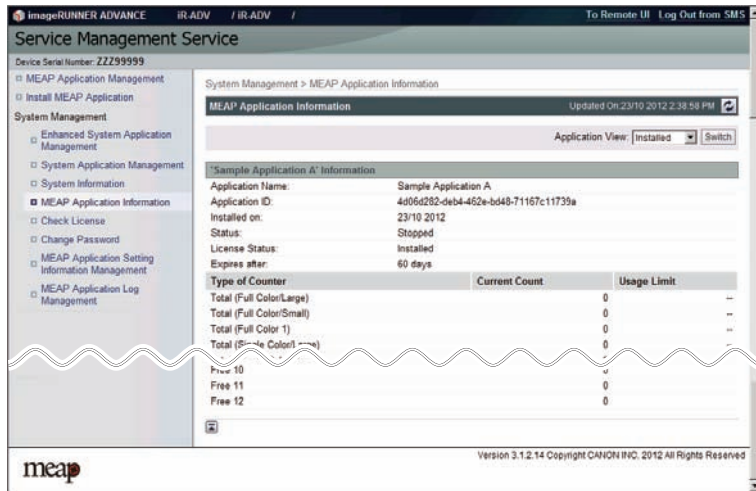 imageRUNNER ADVANCE iR-ADV / iR-ADV / To Remote UI Log Out from SMS
Service Management Service
Device Serial Number: ZZZ99999
MEAP Application Management
Install MEAP Application
System Management
Enhanced System Application
Management
System Application Management
System Information
MEAP Application Information
Check License
Change Password
MEAP Application Setting
Information Management
MEAP Application Log
Management
System Management > MEAP Application Information
MEAP Application Information Updated On:23/10 2012 2:38:58 PM
Application View: Installed Switch
'Sample Application A' Information
Application Name: Sample Application A
Application ID: 4d06d282-deb4-462e-bd48-71167c11739a
Installed on: 23/10 2012
Status: Stopped
License Status: Installed
Expires after: 60 days
Type of Counter Current Count Usage Limit
Total (Full Color/Large) 0 --
Total (Full Color/Small) 0 --
Total (Full Color 1) 0 --
Total (Single Color/Large) 0 --
Free 10 0
Free 11 0
Free 12 0
meap
Version 3.1.2.14 Copyright CANON INC. 2012 All Rights Reserved